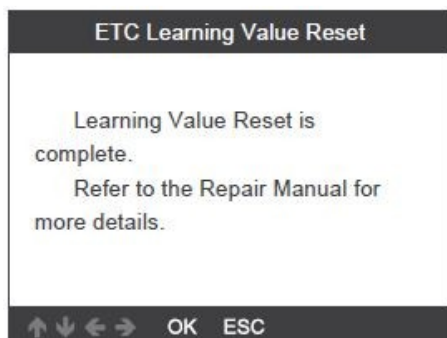 ETC Learning Value Reset
Learning Value Reset is
complete.
Refer to the Repair Manual for
more details.
OK ESC